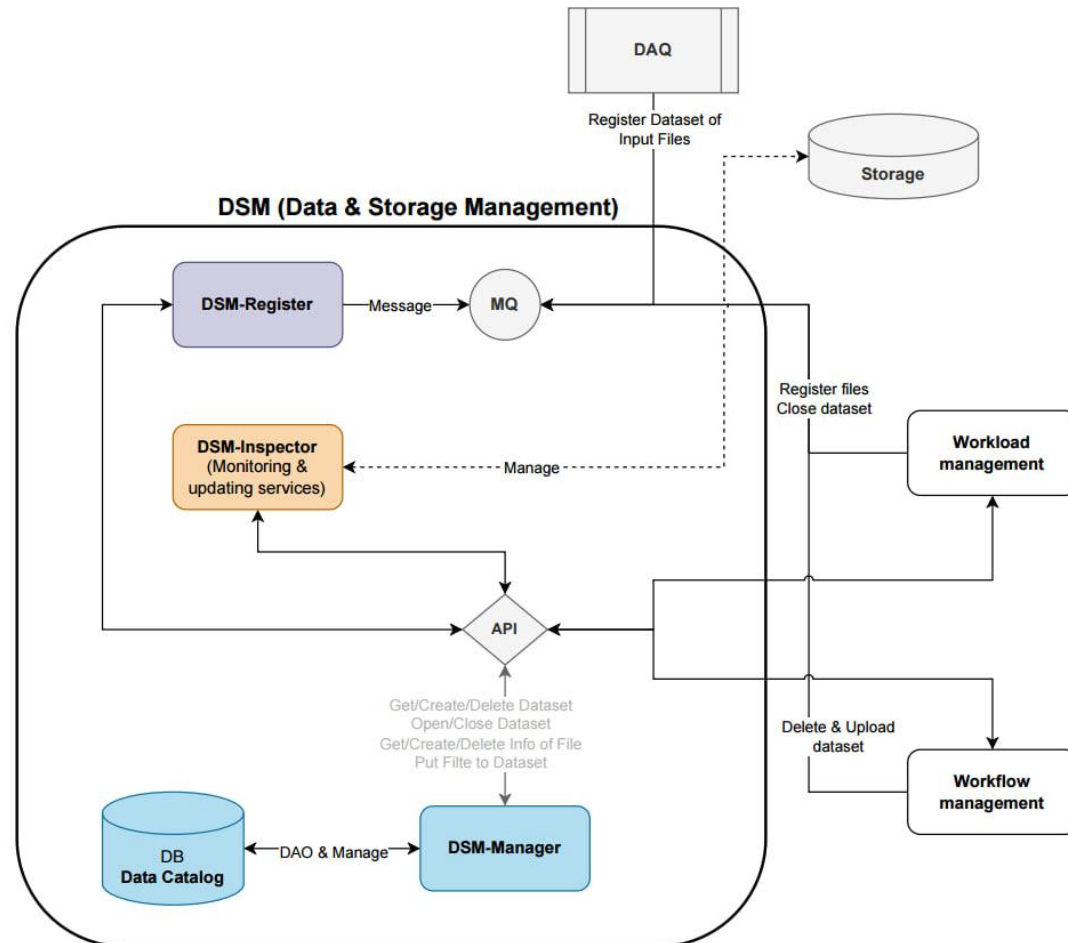 DAQ
Register Dataset of
Input Files
Storage
DSM (Data & Storage Management)
DSM-Register
Message
MQ
Register files
Close dataset
DSM-Inspector
(Monitoring &
updating services)
Manage
Workload
management
API
Get/Create/Delete Dataset
Open/Close Dataset
Get/Create/Delete Info of File
Put Filte to Dataset
Delete & Upload
dataset
Workflow
management
DB
Data Catalog
DAO & Manage
DSM-Manager